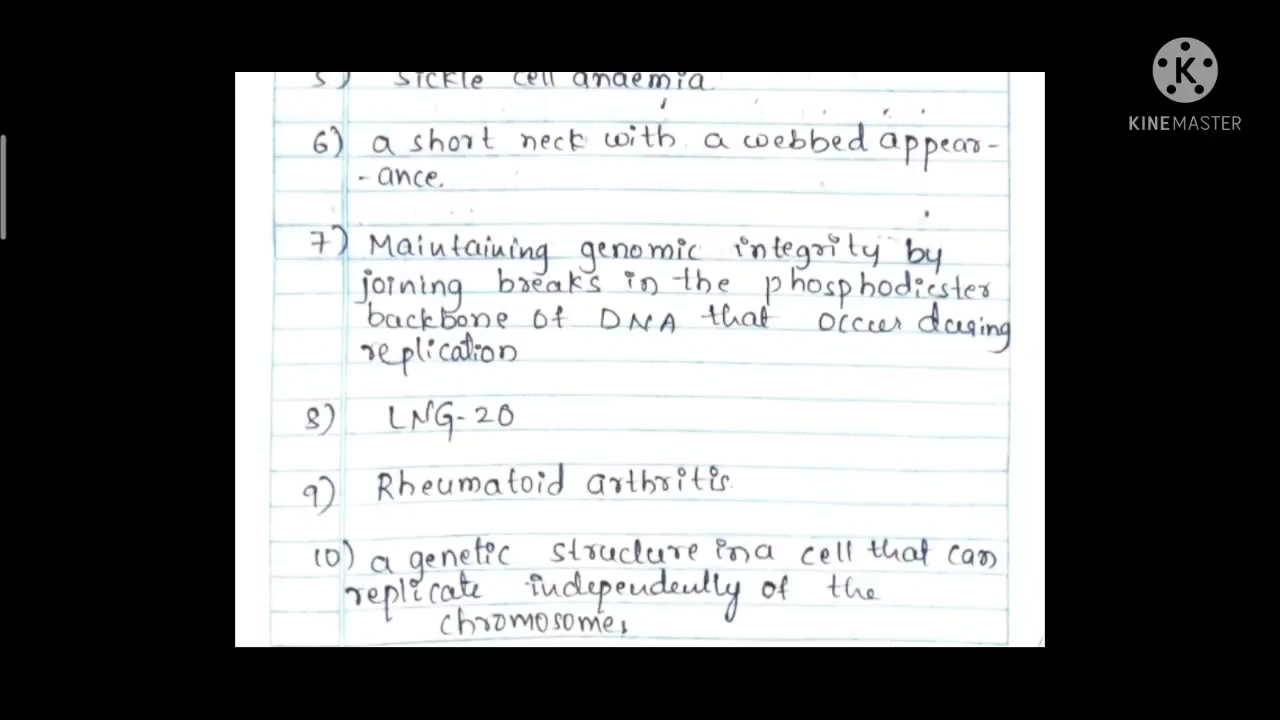 5) Sickle cell anaemia
6) a short neck with a webbed appear-
- ance.
7) Maintaining genomic integrity by
joining breaks in the phosphodiester
backbone of DNA that occur during
replication
8) LNG-20
9) Rheumatoid arthritis.
10) a genetic structure in a cell that can
replicate independently of the
chromosomes
K
KINEMASTER